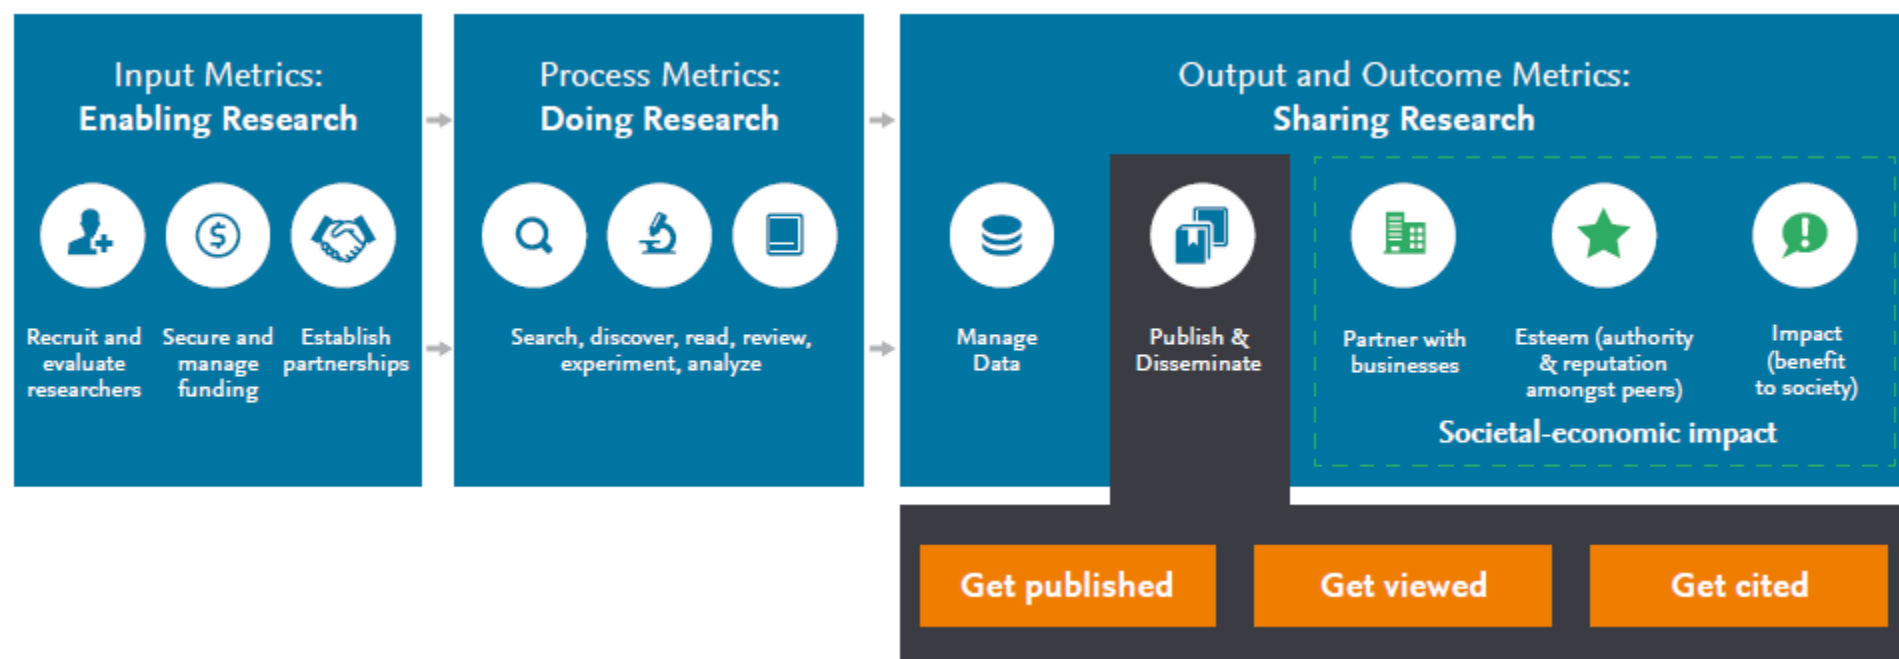 Input Metrics:
Enabling Research
Recruit and
evaluate
researchers
Secure and
manage
funding
Establish
partnerships
Process Metrics:
Doing Research
Search, discover, read, review,
experiment, analyze
Output and Outcome Metrics:
Sharing Research
Manage
Data
Publish &
Disseminate
Partner with
businesses
Esteem (authority
& reputation
amongst peers)
Impact
(benefit
to society)
Societal-economic impact
Get published
Get viewed
Get cited